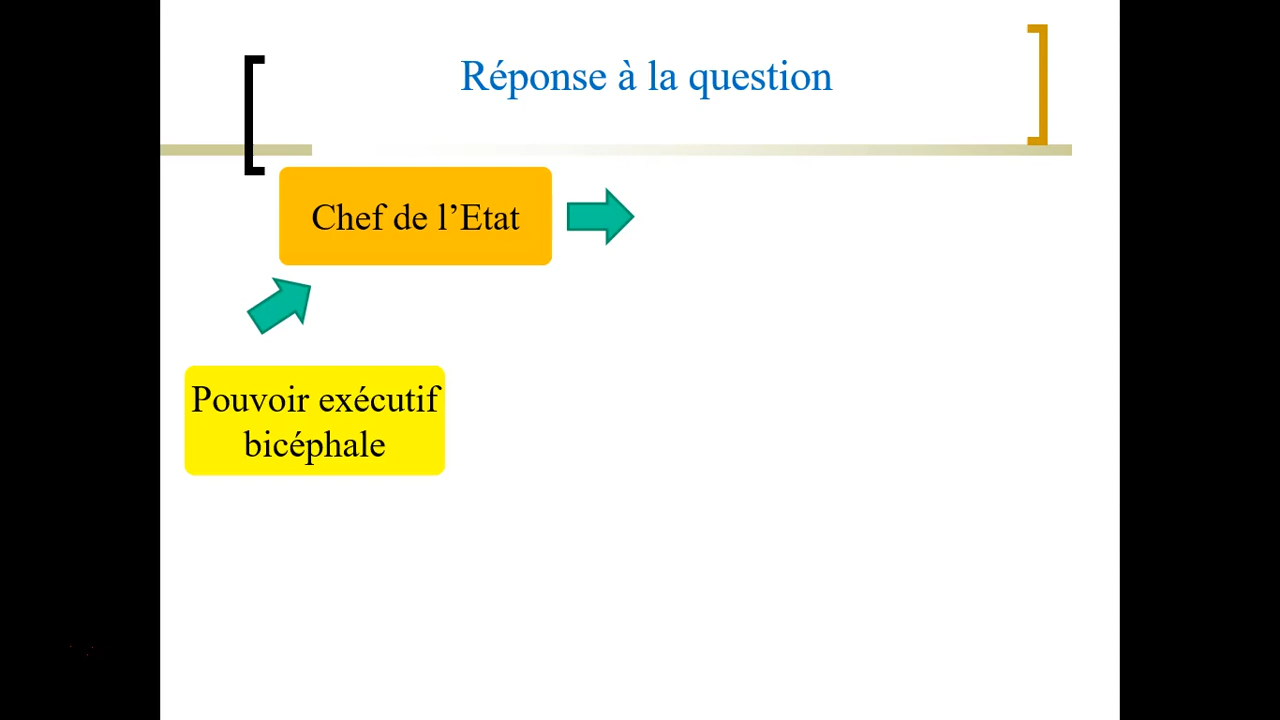 Réponse à la question
Chef de l’Etat
Pouvoir exécutif
bicéphale